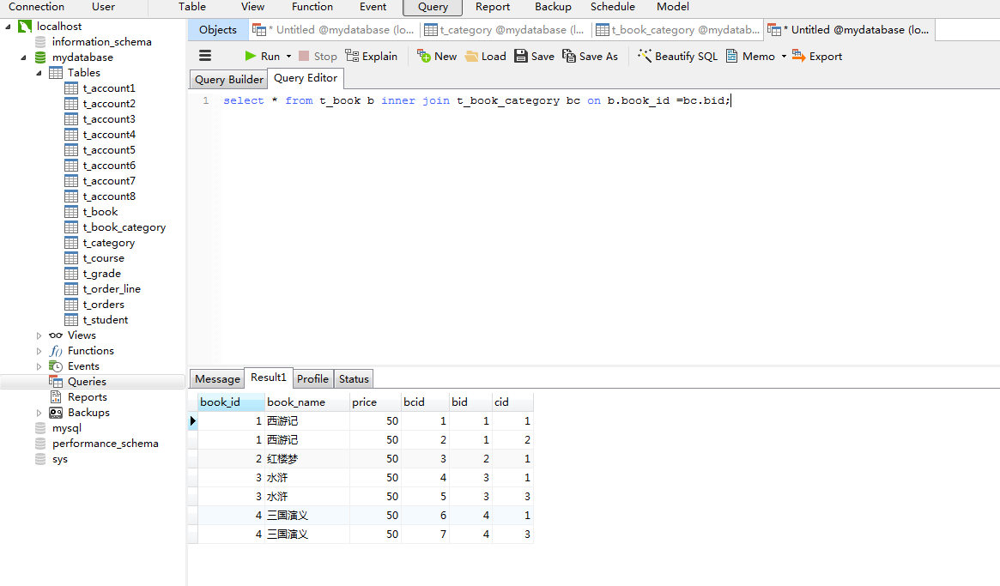 Connection User Table View Function Event Query Report Backup Schedule Model
localhost
information_schema
mydatabase
Tables
t_account1
t_account2
t_account3
t_account4
t_account5
t_account6
t_account7
t_account8
t_book
t_book_category
t_category
t_course
t_grade
t_order_line
t_orders
t_student
Views
f() Functions
Events
Queries
Reports
Backups
mysql
performance_schema
sys
Objects * Untitled @mydatabase (lo... t_category @mydatabase (l... t_book_category @mydatab... * Untitled @mydatabase (lo...
Run Stop Explain New Load Save Save As Beautify SQL Memo Export
Query Builder Query Editor
1 select * from t_book b inner join t_book_category bc on b.book_id =bc.bid;
Message Result1 Profile Status
book_id book_name price bcid bid cid
1 西游记 50 1 1 1
1 西游记 50 2 1 2
2 红楼梦 50 3 2 1
3 水浒 50 4 3 1
3 水浒 50 5 3 3
4 三国演义 50 6 4 1
4 三国演义 50 7 4 3